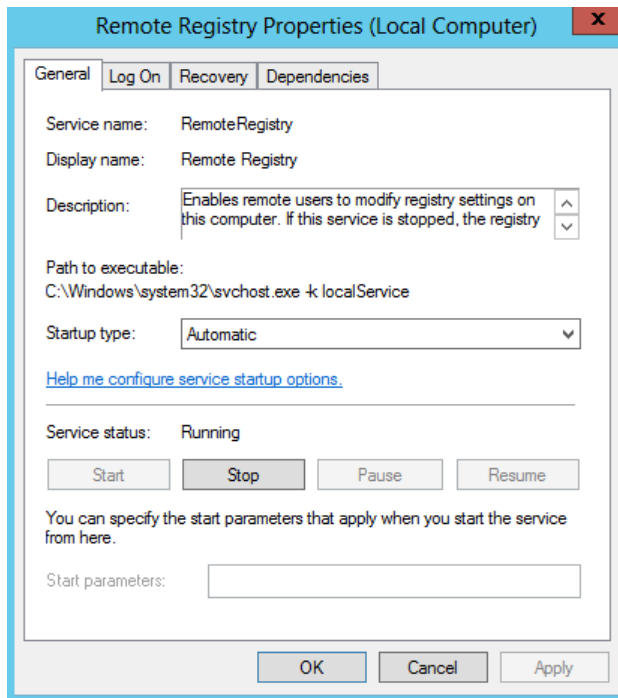 Remote Registry Properties (Local Computer)
x
General Log On Recovery Dependencies
Service name: RemoteRegistry
Display name: Remote Registry
Description: Enables remote users to modify registry settings on
this computer. If this service is stopped, the registry
Path to executable:
C:\Windows\system32\svchost.exe -k localService
Startup type: Automatic
Help me configure service startup options.
Service status: Running
Start Stop Pause Resume
You can specify the start parameters that apply when you start the service
from here.
Start parameters:
OK Cancel Apply